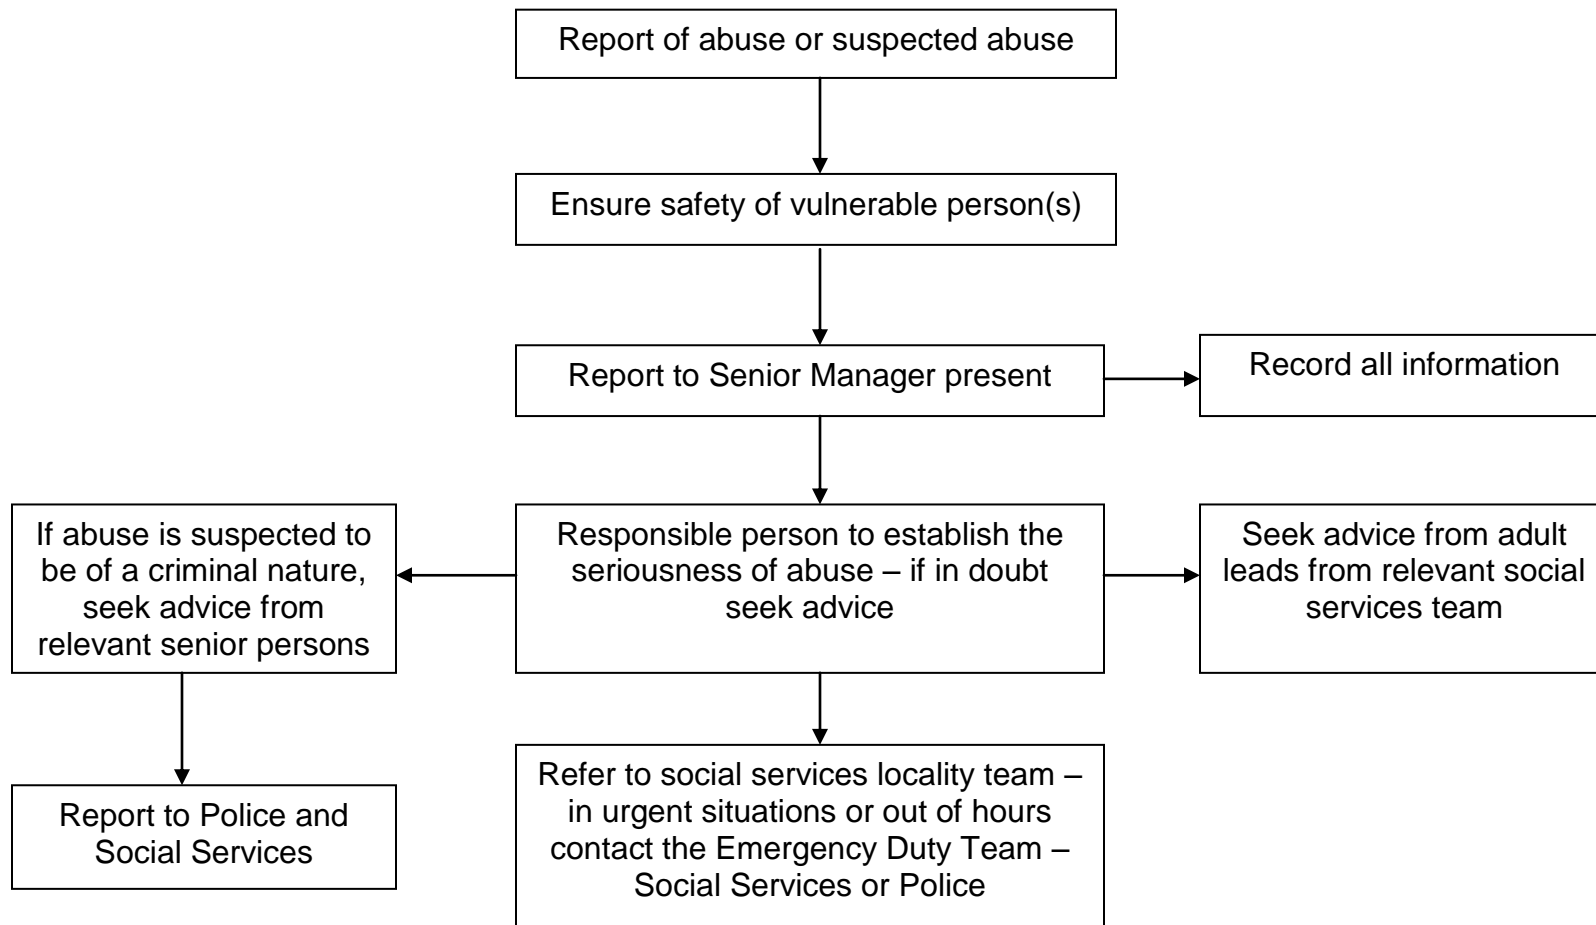 Report of abuse or suspected abuse
Ensure safety of vulnerable person(s)
Report to Senior Manager present
Record all information
If abuse is suspected to
be of a criminal nature,
seek advice from
relevant senior persons
Responsible person to establish the
seriousness of abuse – if in doubt
seek advice
Seek advice from adult
leads from relevant social
services team
Report to Police and
Social Services
Refer to social services locality team –
in urgent situations or out of hours
contact the Emergency Duty Team –
Social Services or Police